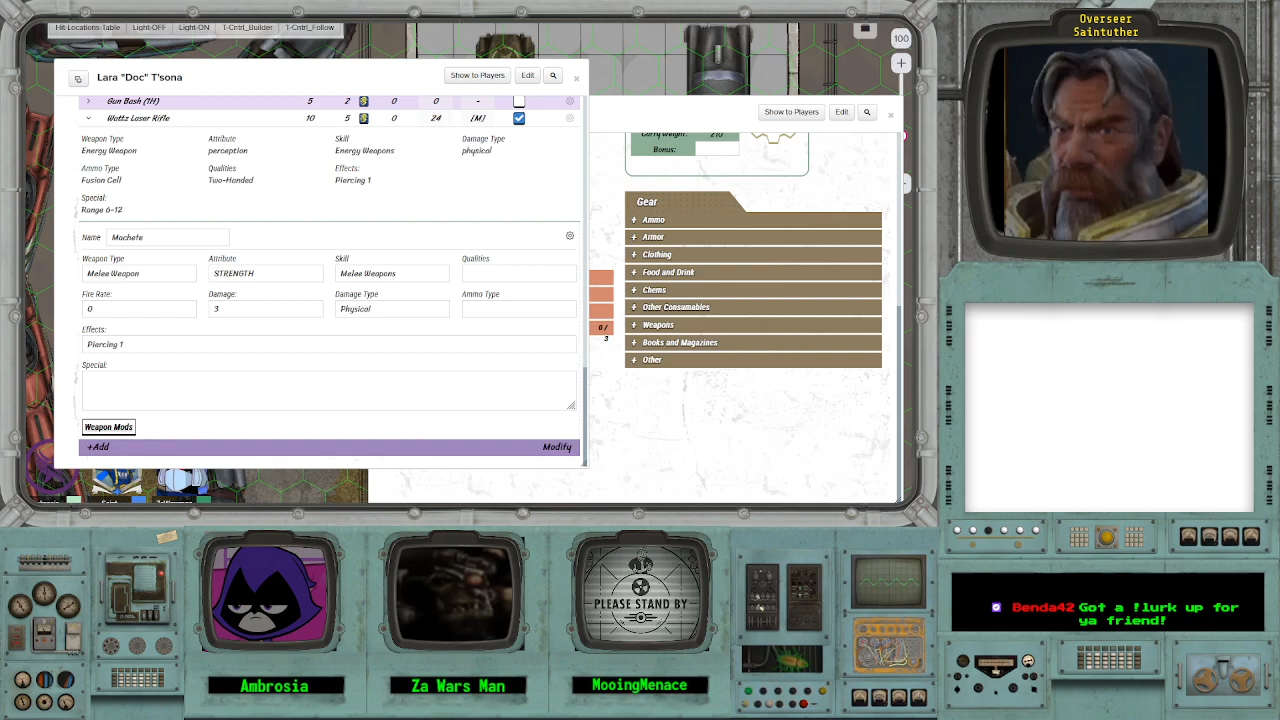 Hit-Locations-Table Light-OFF Light-ON T-Cntrl_Builder T-Cntrl_Follow
100
Overseer
Saintuther
Lara "Doc" T'sona
Show to Players Edit
Gun Bash (1H) 5 2 0 0 -
Wattz Laser Rifle 10 5 0 24 [M]
Weapon Type Attribute Skill Damage Type
Energy Weapon perception Energy Weapons physical
Ammo Type Qualities Effects:
Fusion Cell Two-Handed Piercing 1
Special:
Range 6-12
Name Machete
Weapon Type Attribute Skill Qualities
Melee Weapon STRENGTH Melee Weapons
Fire Rate: Damage: Damage Type Ammo Type
0 3 Physical
Effects:
Piercing 1
Special:
Weapon Mods
+Add Modify
Show to Players Edit
Carry Weight: 210
Bonus:
Gear
+ Ammo
+ Armor
+ Clothing
+ Food and Drink
+ Chems
+ Other Consumables
+ Weapons
+ Books and Magazines
+ Other
0 /
3
PLEASE STAND BY
Ambrosia
Za Wars Man
MooingMenace
Benda42 Got a !lurk up for
ya friend!